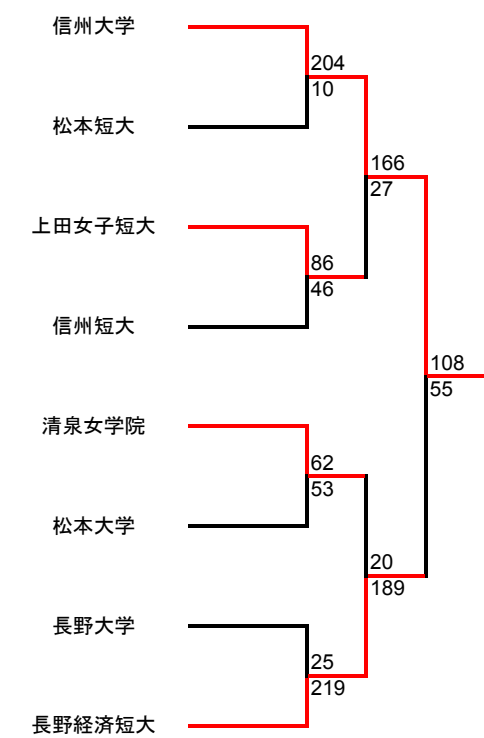 信州大学
204
10
松本短大
166
27
上田女子短大
86
46
信州短大
108
55
清泉女学院
62
53
松本大学
20
189
長野大学
25
219
長野経済短大